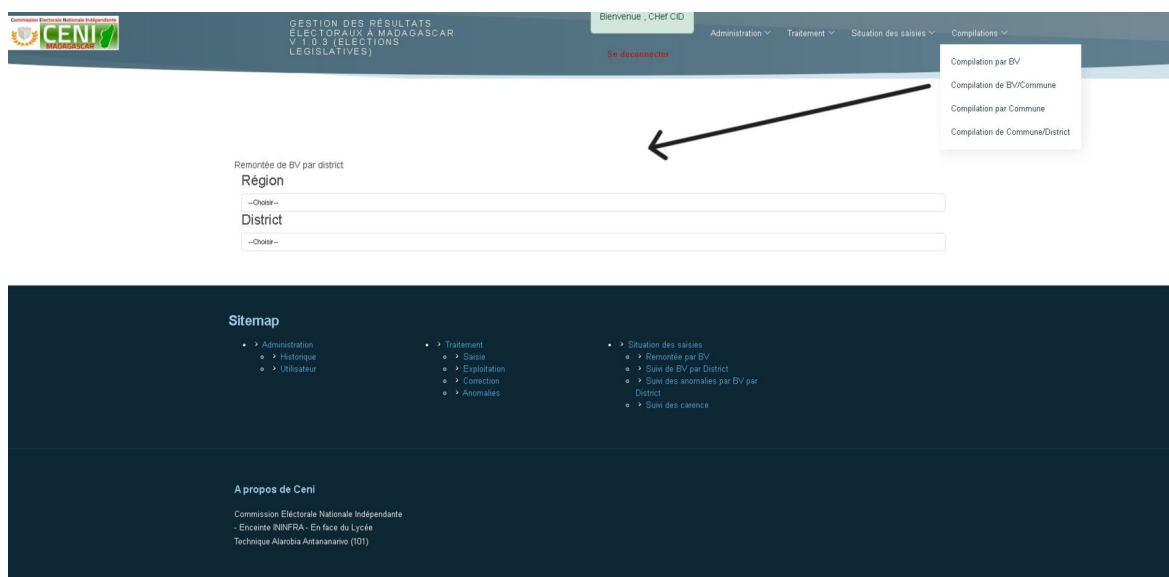 Commission Electorale Nationale Indépendante
CENI
MADAGASCAR
GESTION DES RÉSULTATS
ÉLECTORAUX À MADAGASCAR
V 1.0.3 (ELECTIONS
LEGISLATIVES)
Bienvenue , CHef CID
Se deconnecter
Administration
Traitement
Situation des saisies
Compilations
Compilation par BV
Compilation de BV/Commune
Compilation par Commune
Compilation de Commune/District
Remontée de BV par district
Région
--Choisir--
District
--Choisir--
Sitemap
Administration
Historique
Utilisateur
Traitement
Saisie
Exploitation
Correction
Anomalies
Situation des saisies
Remontée par BV
Suivi de BV par District
Suivi des anomalies par BV par
District
Suivi des carence
A propos de Ceni
Commission Eléctorale Nationale Indépendante
- Enceinte ININFRA - En face du Lycée
Technique Alarobia Antananarivo (101)